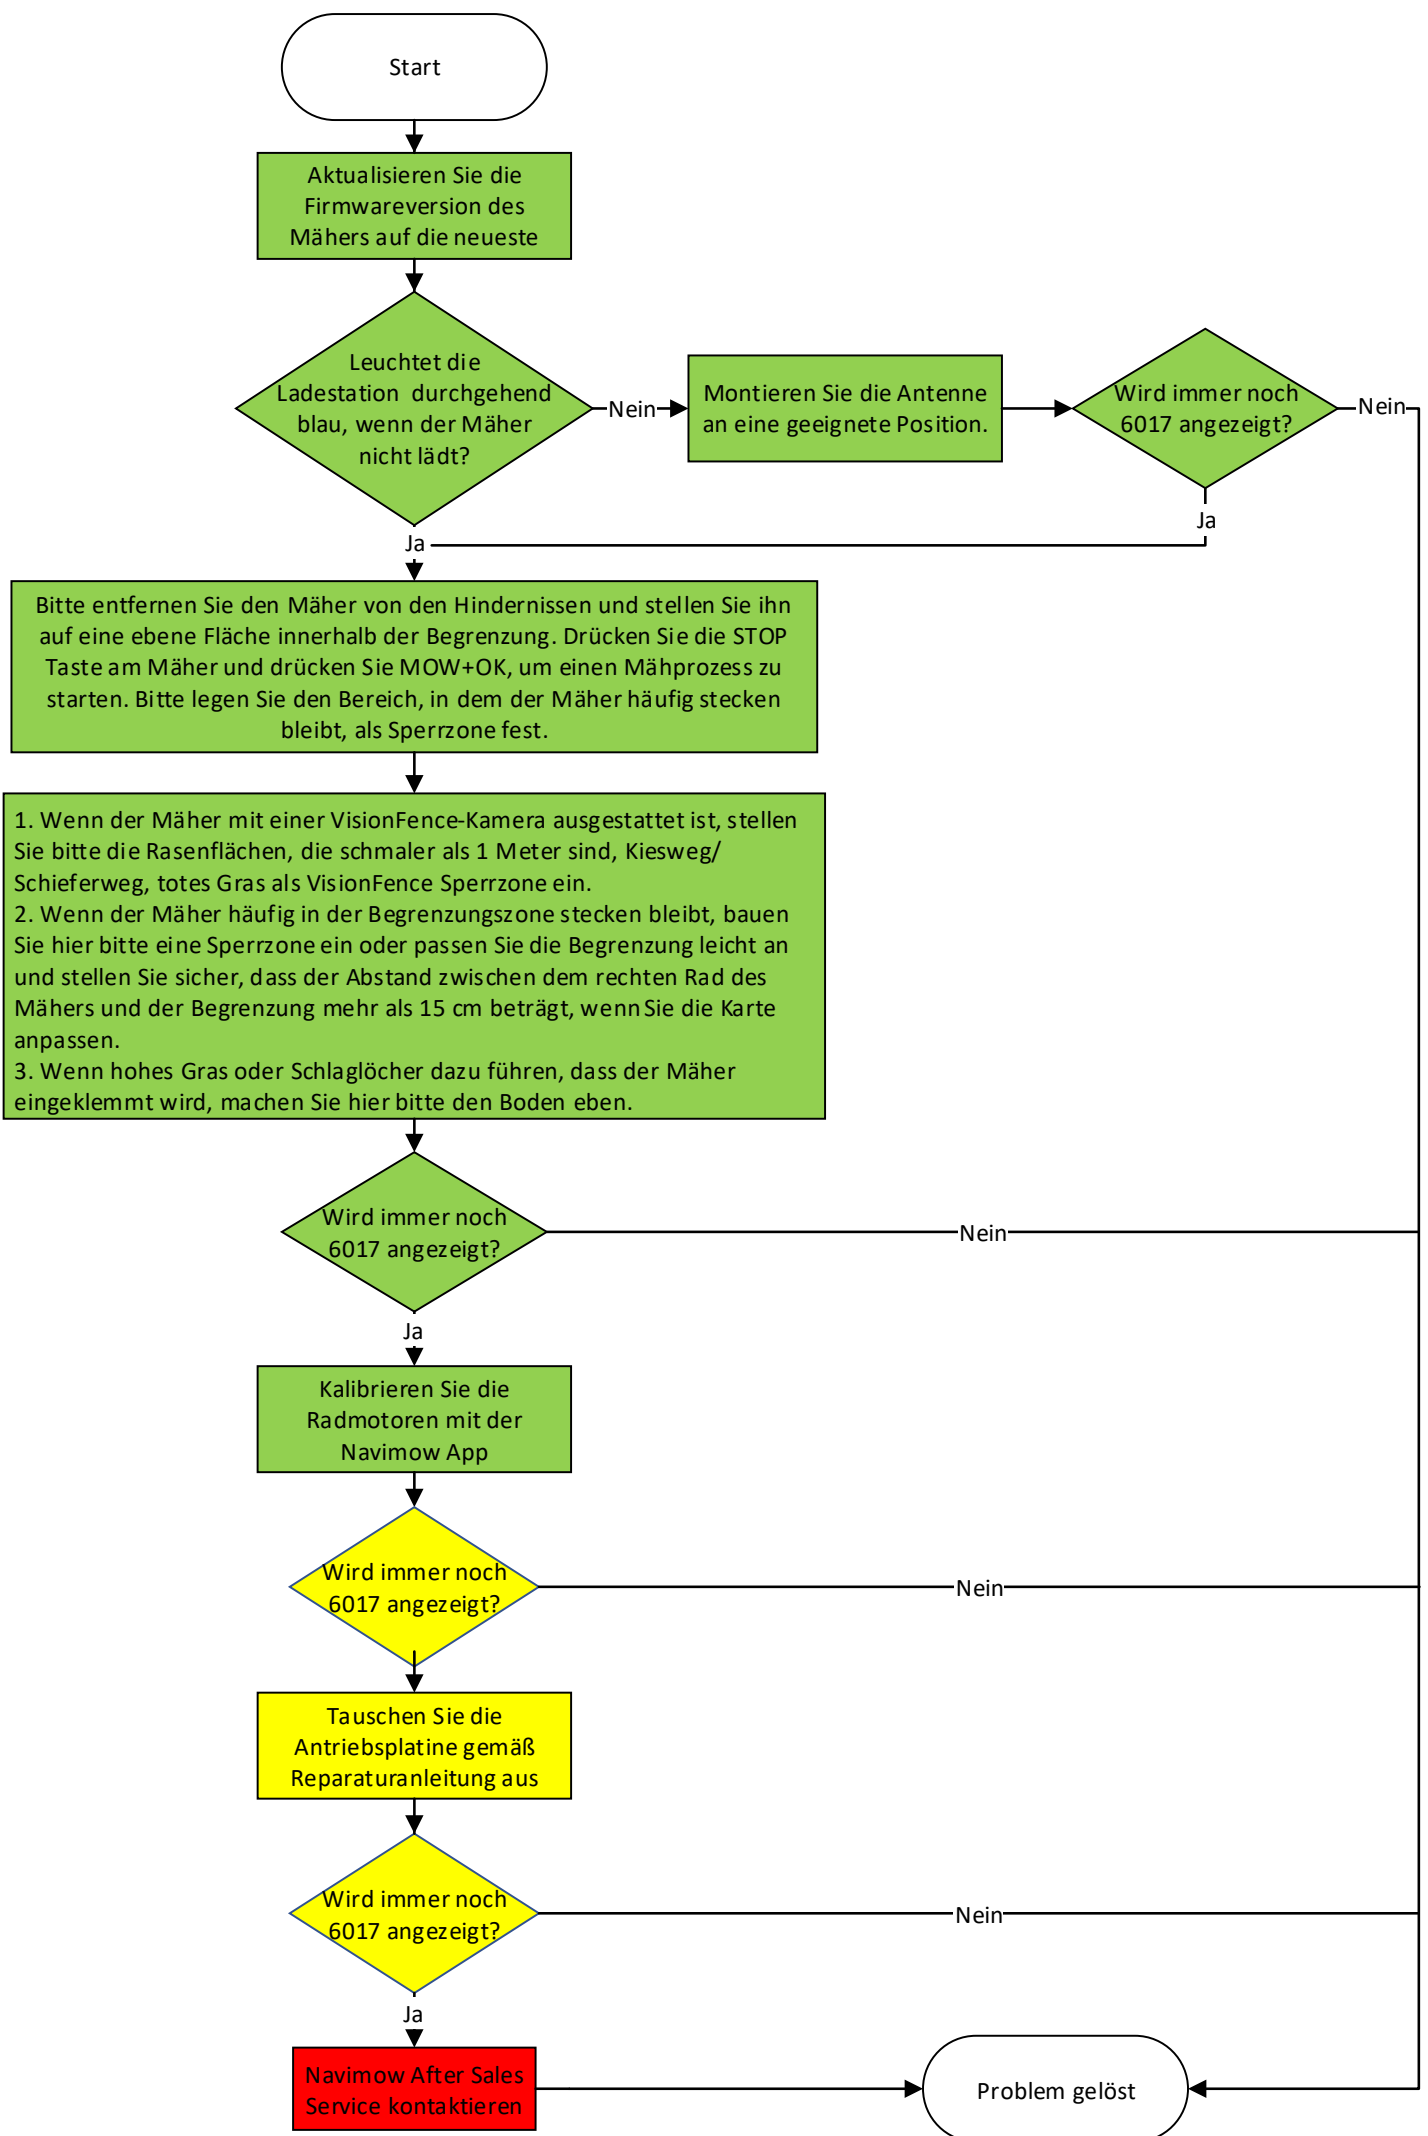 Start
Aktualisieren Sie die
Firmwareversion des
Mähers auf die neueste
Leuchtet die
Ladestation durchgehend
blau, wenn der Mäher
nicht lädt?
Nein
Montieren Sie die Antenne
an eine geeignete Position.
Wird immer noch
6017 angezeigt?
Nein
Ja
Ja
Bitte entfernen Sie den Mäher von den Hindernissen und stellen Sie ihn
auf eine ebene Fläche innerhalb der Begrenzung. Drücken Sie die STOP
Taste am Mäher und drücken Sie MOW+OK, um einen Mähprozess zu
starten. Bitte legen Sie den Bereich, in dem der Mäher häufig stecken
bleibt, als Sperrzone fest.
1. Wenn der Mäher mit einer VisionFence-Kamera ausgestattet ist, stellen
Sie bitte die Rasenflächen, die schmaler als 1 Meter sind, Kiesweg/
Schieferweg, totes Gras als VisionFence Sperrzone ein.
2. Wenn der Mäher häufig in der Begrenzungszone stecken bleibt, bauen
Sie hier bitte eine Sperrzone ein oder passen Sie die Begrenzung leicht an
und stellen Sie sicher, dass der Abstand zwischen dem rechten Rad des
Mähers und der Begrenzung mehr als 15 cm beträgt, wenn Sie die Karte
anpassen.
3. Wenn hohes Gras oder Schlaglöcher dazu führen, dass der Mäher
eingeklemmt wird, machen Sie hier bitte den Boden eben.
Wird immer noch
6017 angezeigt?
Nein
Ja
Kalibrieren Sie die
Radmotoren mit der
Navimow App
Wird immer noch
6017 angezeigt?
Nein
Tauschen Sie die
Antriebsplatine gemäß
Reparaturanleitung aus
Wird immer noch
6017 angezeigt?
Nein
Ja
Navimow After Sales
Service kontaktieren
Problem gelöst